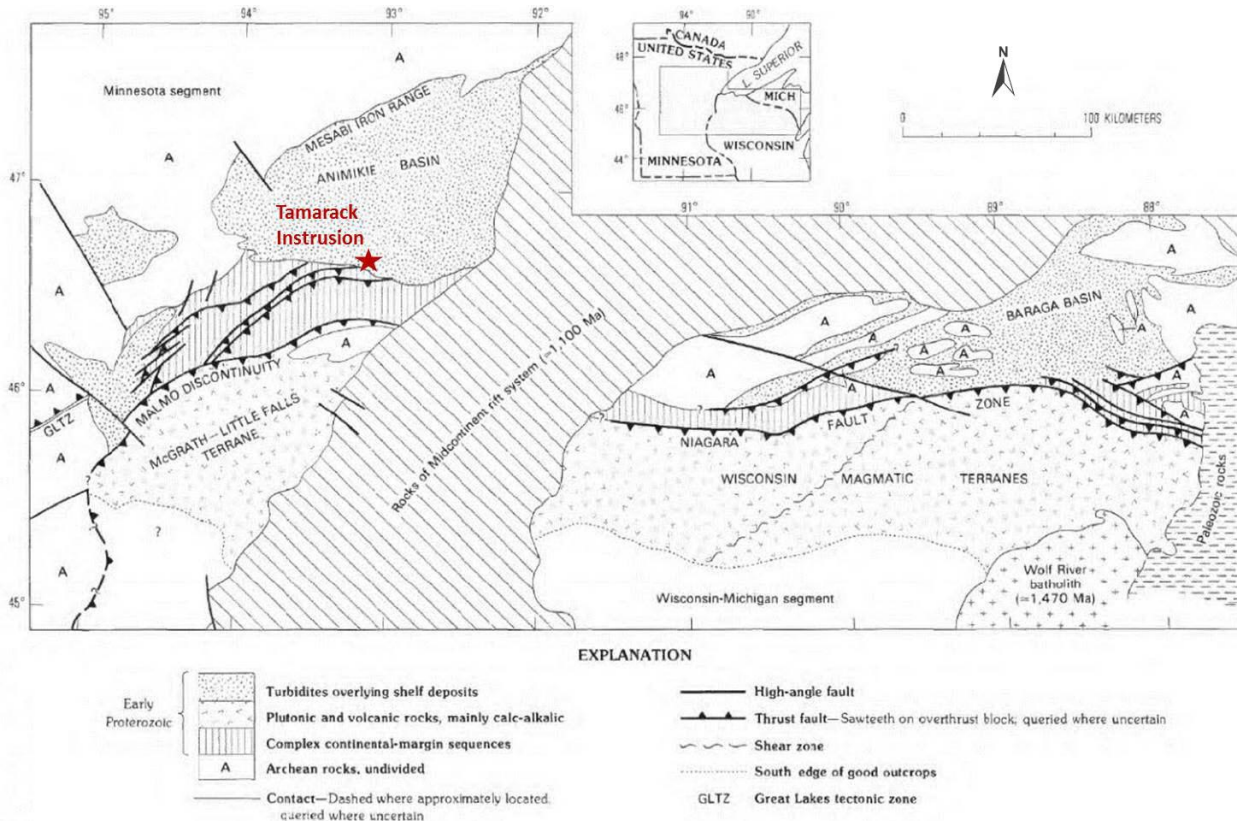 95°
94°
93°
92°
Minnesota segment
A
MESABI IRON RANGE
ANIMIKIE BASIN
A
47°
Tamarack
Instrusion
A
A
MALMO DISCONTINUITY
A
46°
A
GLTZ
McGRATH—LITTLE FALLS
TERRANE
A
?
?
?
A
45°
Rocks of Midcontinent rift system (≈1,100 Ma)
94°
90°
CANADA
UNITED STATES
48°
L. SUPERIOR
MICH
46°
WISCONSIN
44°
MINNESOTA
N
0
100 KILOMETERS
91°
90°
89°
88°
A
BARAGA BASIN
A
A
A
A
A
A
A
A
A
A
A
A
?
?
?
NIAGARA FAULT ZONE
WISCONSIN MAGMATIC TERRANES
Paleozoic rocks
Wolf River
batholith
(≈1,470 Ma)
Wisconsin-Michigan segment
EXPLANATION
Early
Proterozoic
Turbidites overlying shelf deposits
Plutonic and volcanic rocks, mainly calc-alkalic
Complex continental-margin sequences
A
Archean rocks, undivided
Contact—Dashed where approximately located,
queried where uncertain
High-angle fault
Thrust fault—Sawteeth on overthrust block; queried where uncertain
Shear zone
South edge of good outcrops
GLTZ Great Lakes tectonic zone